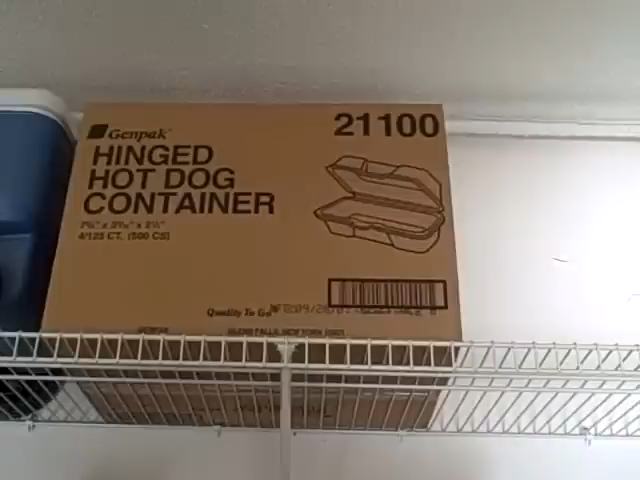 Genpak
21100
HINGED
HOT DOG
CONTAINER
4/125 CT. (500 CS)
Quality To Go
GLENS FALLS, NEW YORK